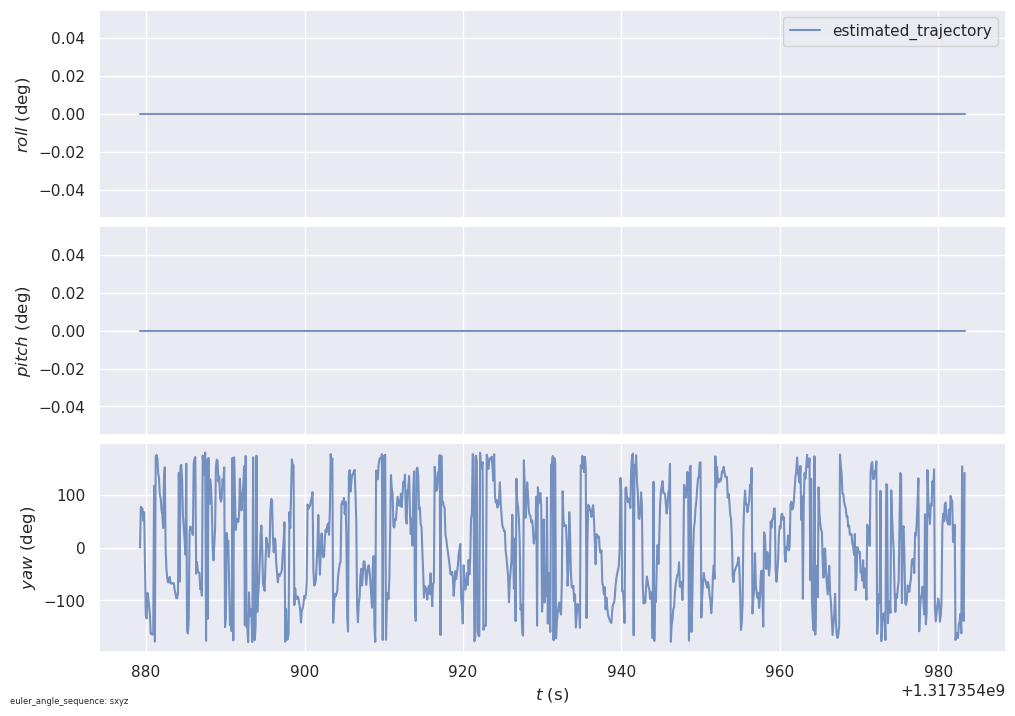 estimated_trajectory
0.04
0.02
0.00
−0.02
−0.04
roll (deg)
0.04
0.02
0.00
−0.02
−0.04
pitch (deg)
100
0
−100
yaw (deg)
880 900 920 940 960 980
t (s)
+1.317354e9
euler_angle_sequence: sxyz